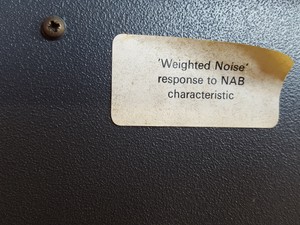 'Weighted Noise'
response to NAB
characteristic